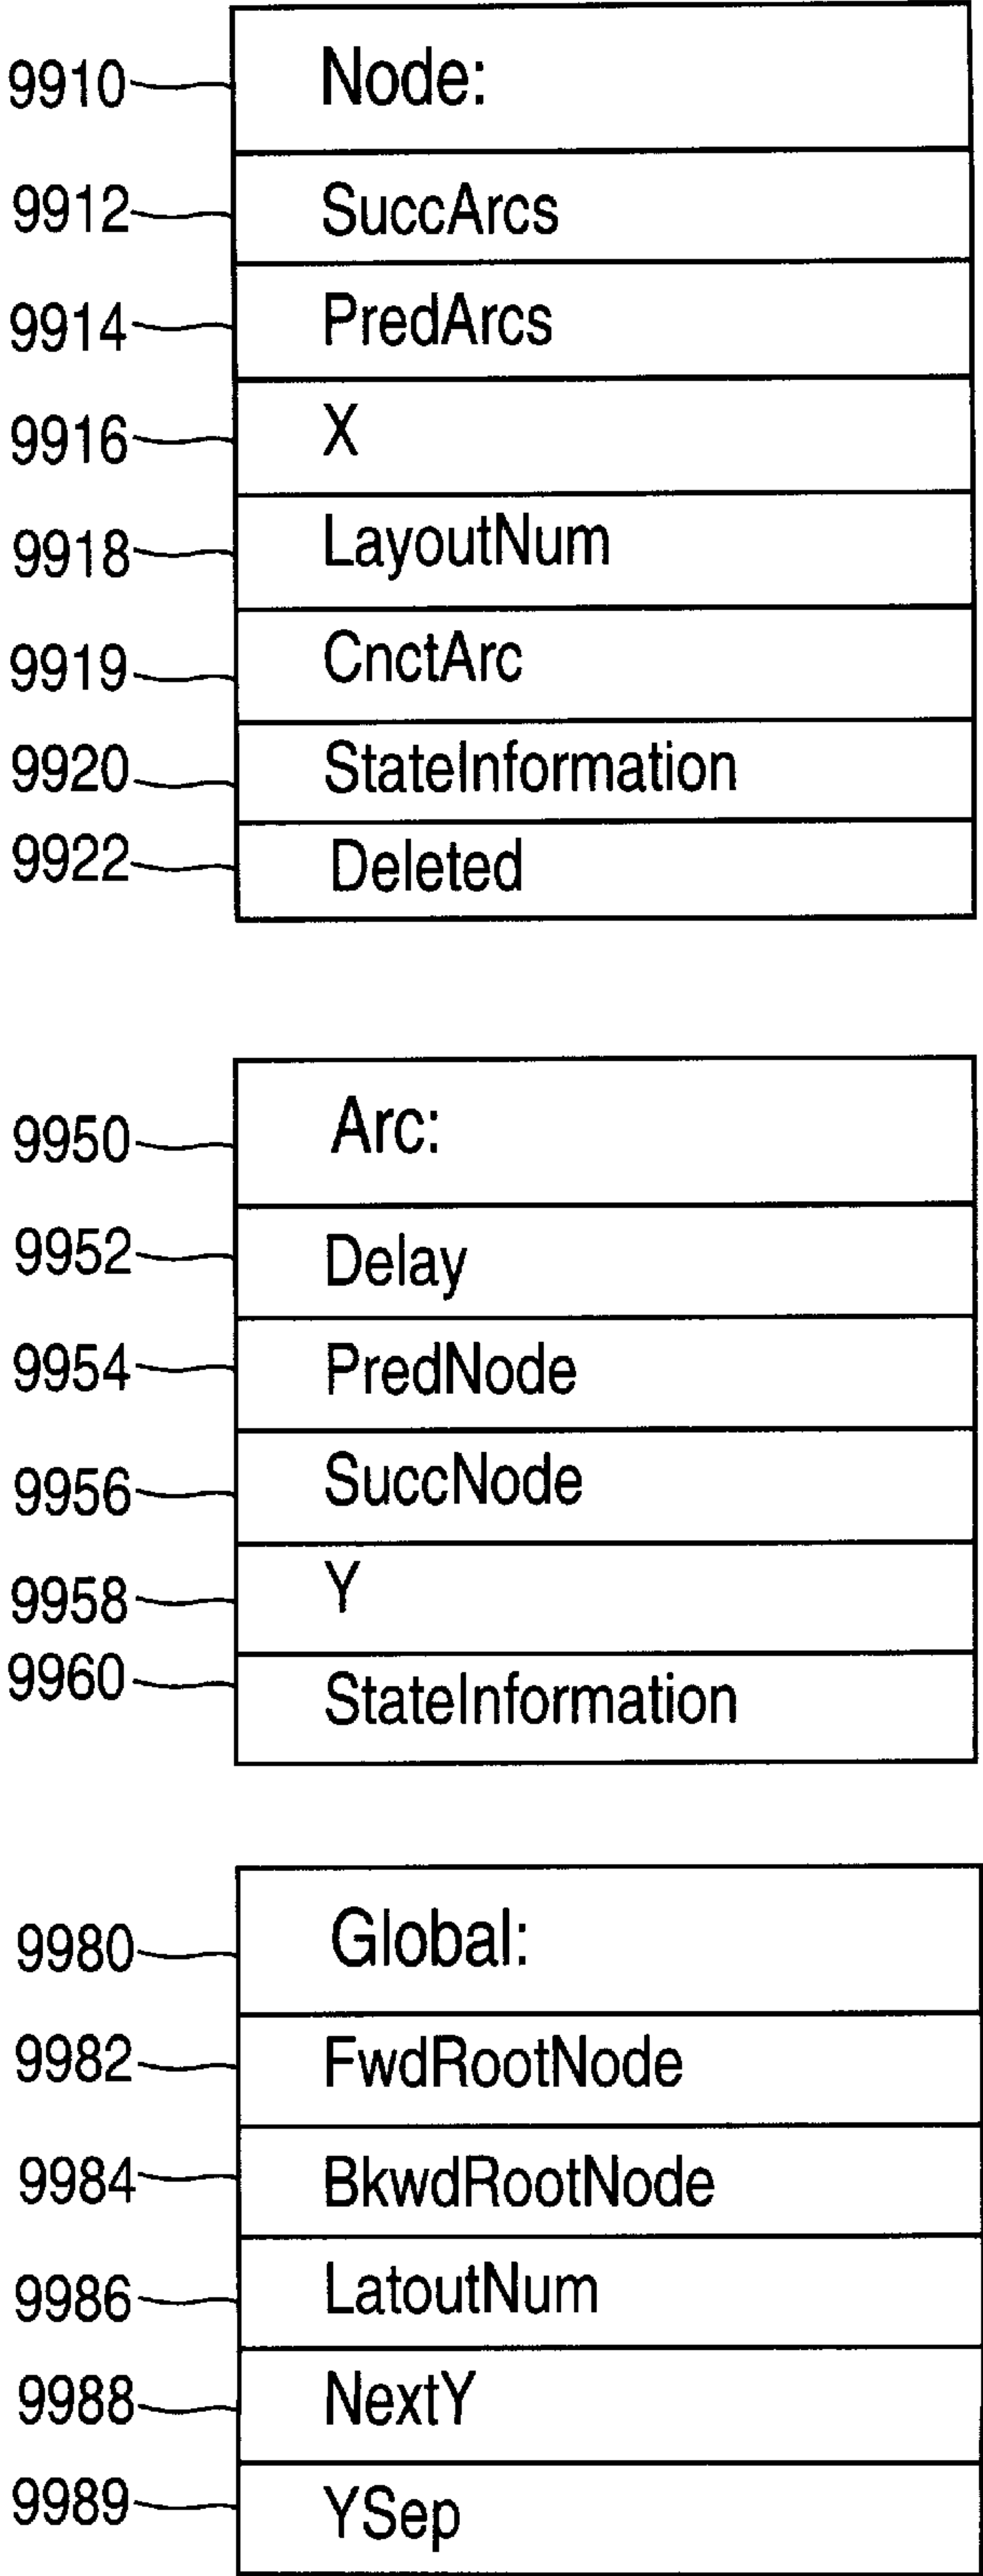 9910 Node:
9912 SuccArcs
9914 PredArcs
9916 X
9918 LayoutNum
9919 CnctArc
9920 StateInformation
9922 Deleted
9950 Arc:
9952 Delay
9954 PredNode
9956 SuccNode
9958 Y
9960 StateInformation
9980 Global:
9982 FwdRootNode
9984 BkwdRootNode
9986 LatoutNum
9988 NextY
9989 YSep